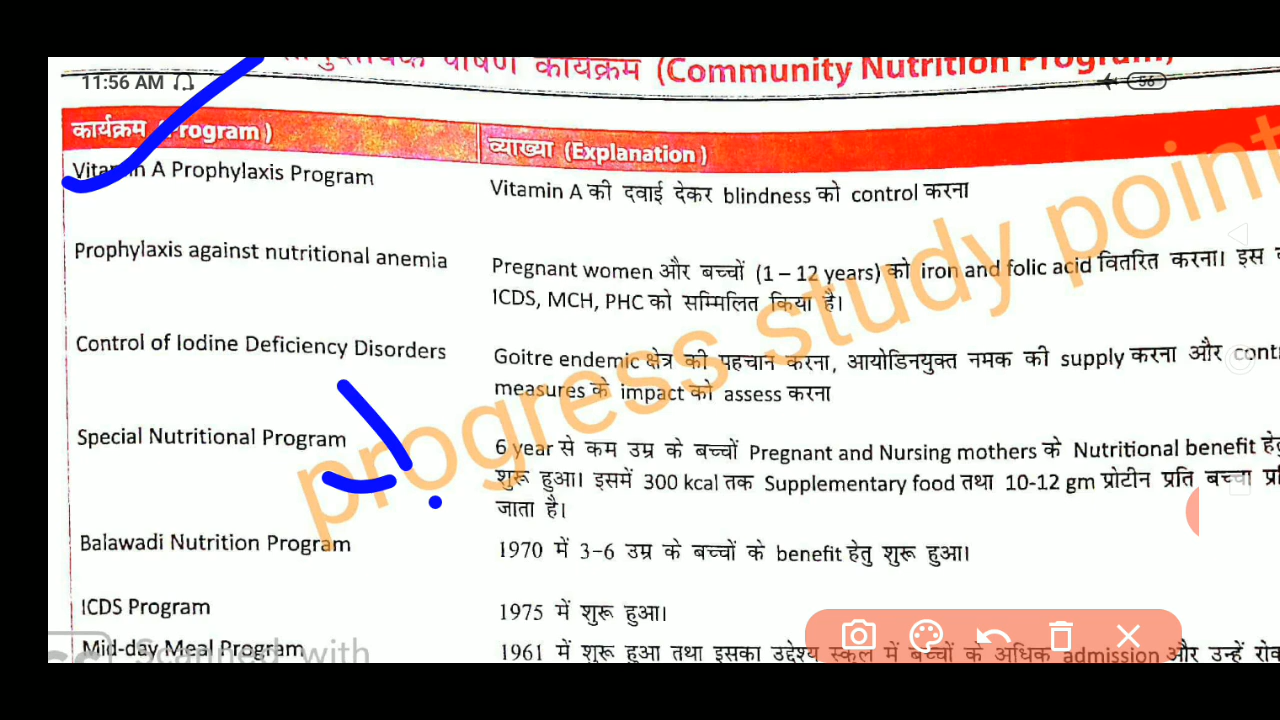 सामुदायिक पोषण कार्यक्रम (Community Nutrition Program)
11:56 AM
56
कार्यक्रम (Program)
व्याख्या (Explanation)
Vitamin A Prophylaxis Program
Vitamin A की दवाई देकर blindness को control करना
Prophylaxis against nutritional anemia
Pregnant women और बच्चों (1 – 12 years) को iron and folic acid वितरित करना। इस
ICDS, MCH, PHC को सम्मिलित किया है।
Control of Iodine Deficiency Disorders
Goitre endemic क्षेत्र की पहचान करना, आयोडिनयुक्त नमक की supply करना और
measures के impact को assess करना
Special Nutritional Program
6 year से कम उम्र के बच्चों Pregnant and Nursing mothers के Nutritional benefit हेतु
शुरू हुआ। इसमें 300 kcal तक Supplementary food तथा 10-12 gm प्रोटीन प्रति बच्चा
जाता है।
Balawadi Nutrition Program
1970 में 3–6 उम्र के बच्चों के benefit हेतु शुरू हुआ।
ICDS Program
1975 में शुरू हुआ।
Mid-day Meal Program
1961 में शुरू हुआ तथा इसका उद्देश्य स्कूल में बच्चों के अधिक admission और उन्हें
progress study point
Scanned with